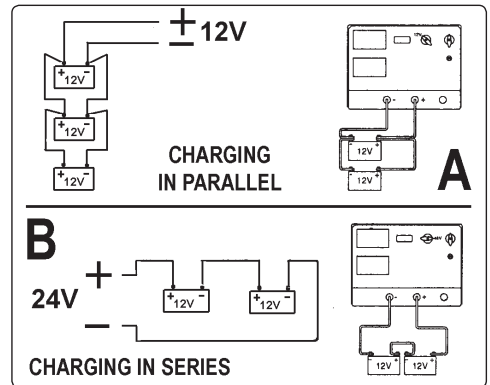 + 12V
−
+ −
12V
+ −
12V
+ −
12V
CHARGING
IN PARALLEL
- +
12V +
12V +
A
B
+
24V
−
+ −
12V
+ −
12V
CHARGING IN SERIES
- +
- 12V + - 12V +